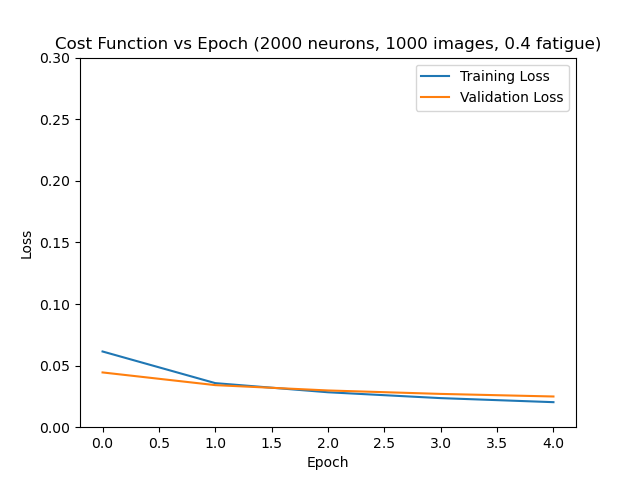 Cost Function vs Epoch (2000 neurons, 1000 images, 0.4 fatigue)
0.30
Training Loss
Validation Loss
0.25
0.20
0.15
Loss
0.10
0.05
0.00
0.0 0.5 1.0 1.5 2.0 2.5 3.0 3.5 4.0
Epoch